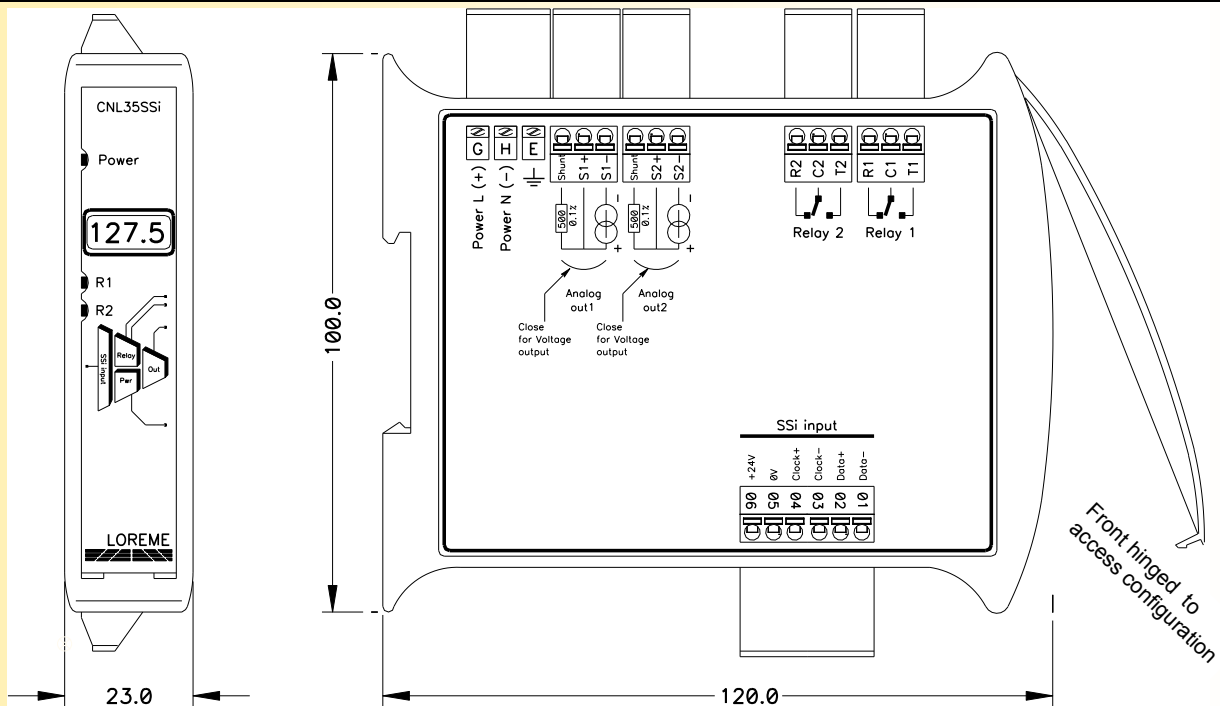 CNL35SSi
Power
127.5
R1
R2
SSi input
Relay
Pwr
Out
LOREME
23.0
100.0
G H E
Power L (+)
Power N (-)
Shunt S1+ S1-
Shunt S2+ S2-
500
0.1%
-
+
500
0.1%
-
+
Analog
out1
Analog
out2
Close
for Voltage
output
Close
for Voltage
output
R2 C2 T2
R1 C1 T1
Relay 2
Relay 1
SSi input
+24V 0V Clock+ Clock- Data+ Data-
06 05 04 03 02 01
120.0
Front hinged to
access configuration